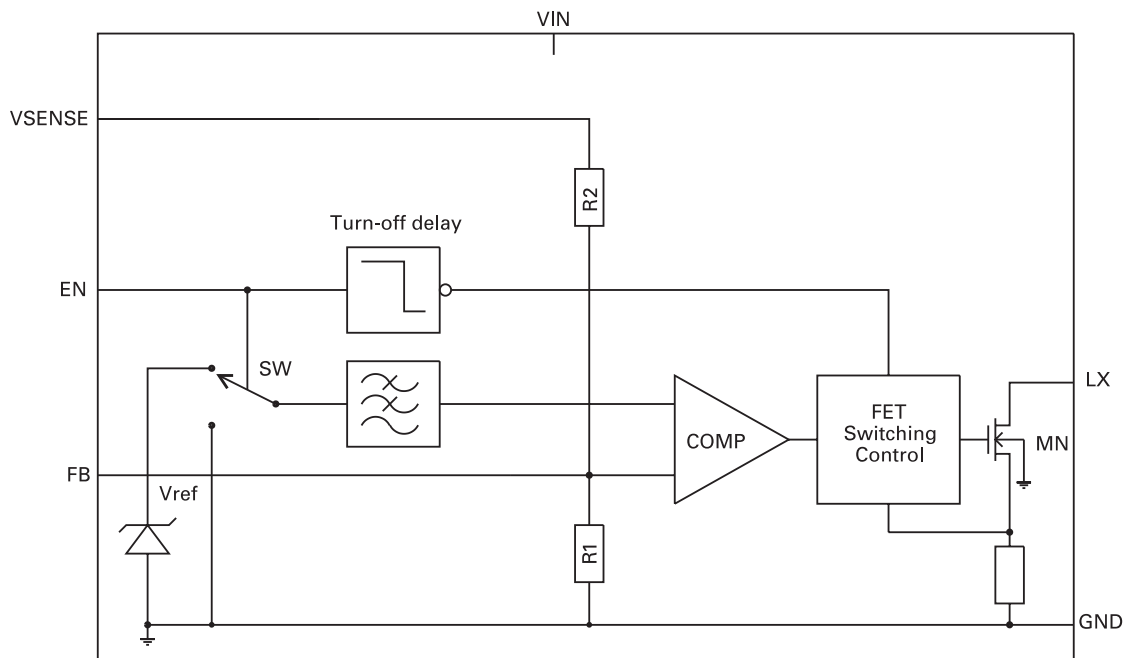 VIN
VSENSE
R2
Turn-off delay
EN
SW
LX
FET
Switching
Control
COMP
MN
FB
Vref
R1
GND